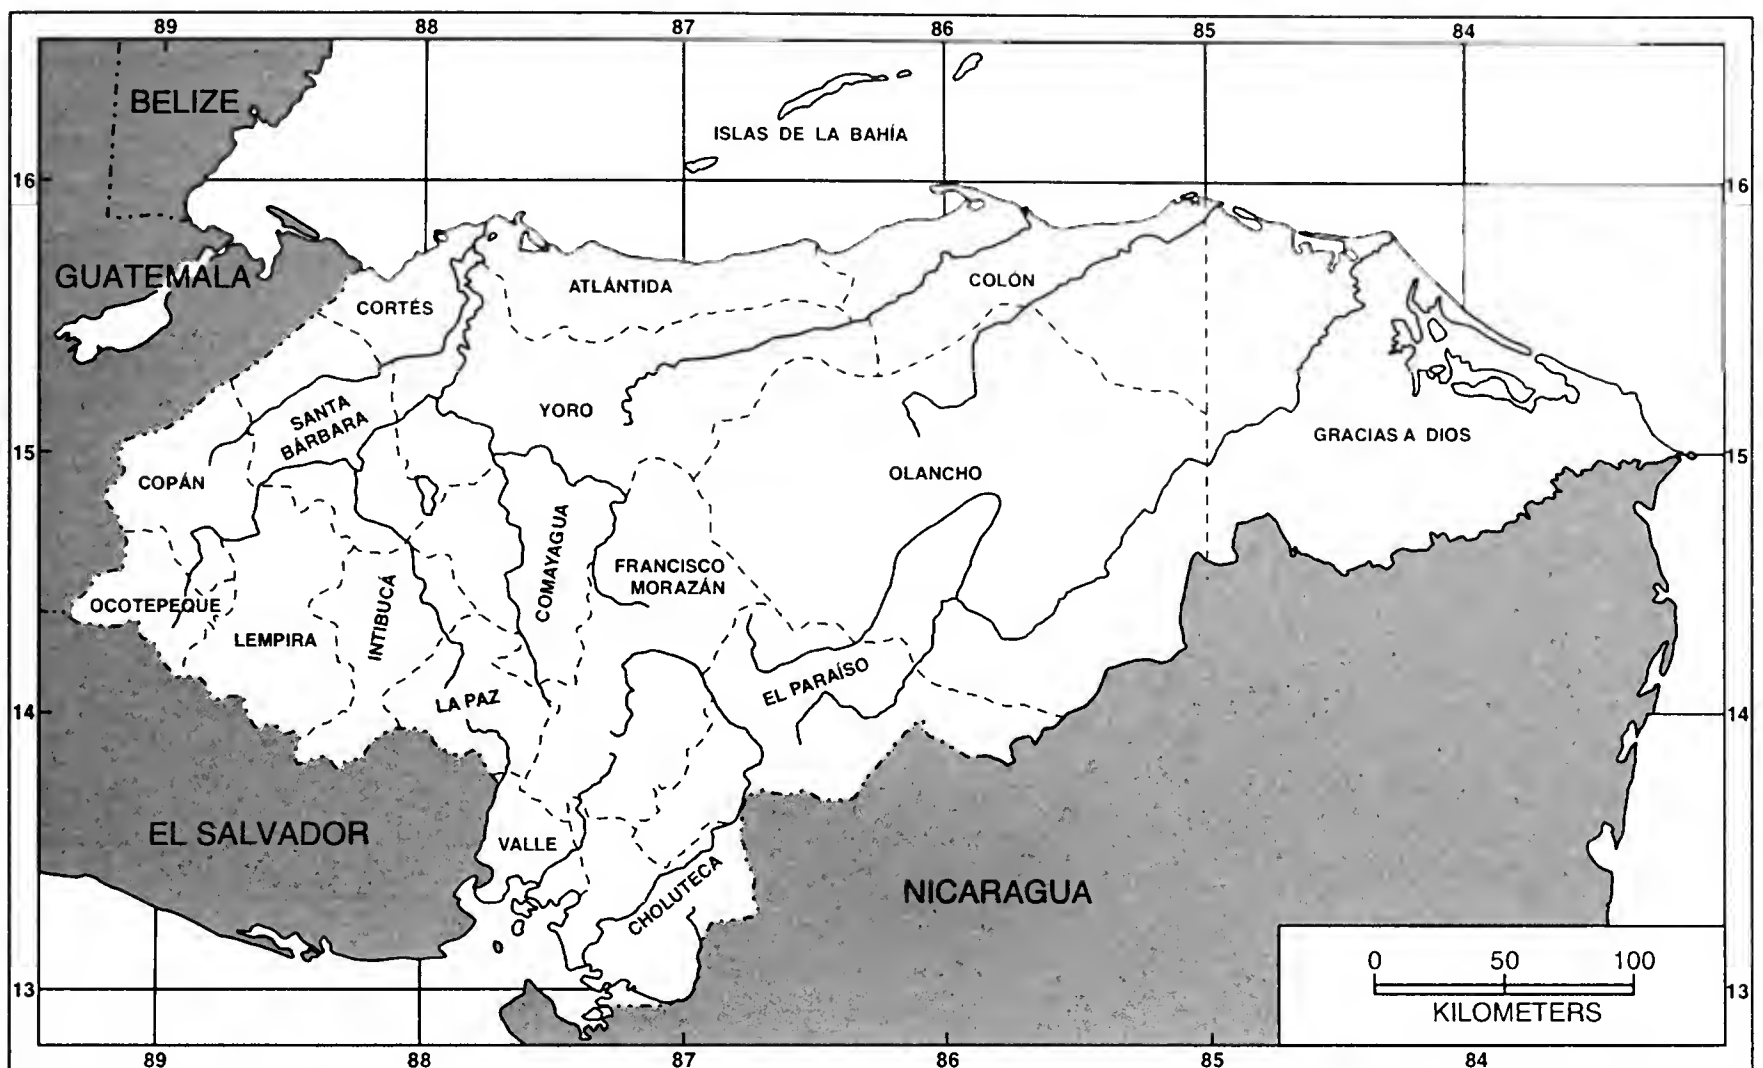 89 88 87 86 85 84
BELIZE
ISLAS DE LA BAHÍA
16 16
GUATEMALA
ATLÁNTIDA
COLÓN
CORTÉS
SANTA
BÁRBARA
YORO
GRACIAS A DIOS
15 15
COPÁN
OLANCHO
COMAYAGUA
FRANCISCO
MORAZÁN
OCOTEPEQUE
LEMPIRA
INTIBUCÁ
EL PARAÍSO
LA PAZ
14 14
EL SALVADOR
VALLE
CHOLUTECA
NICARAGUA
0 50 100
KILOMETERS
13 13
89 88 87 86 85 84